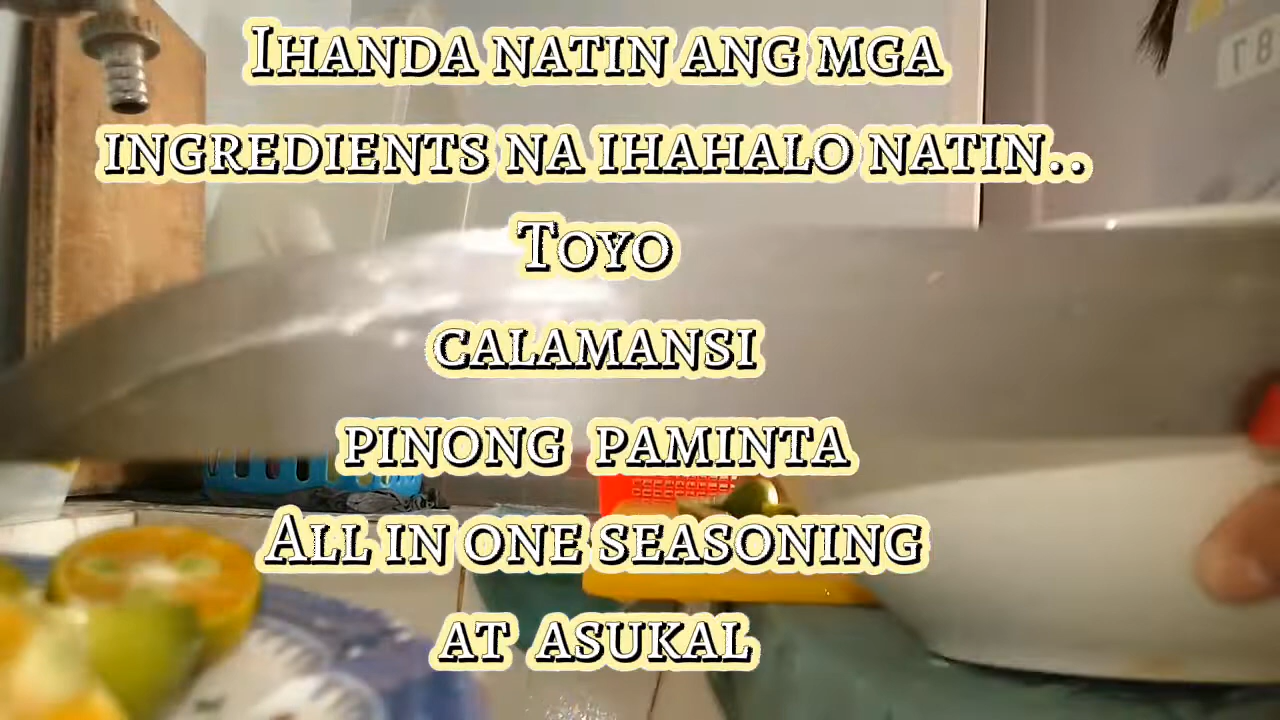 Ihanda natin ang mga
ingredients na ihahalo natin..
Toyo
calamansi
pinong paminta
All in one seasoning
at asukal